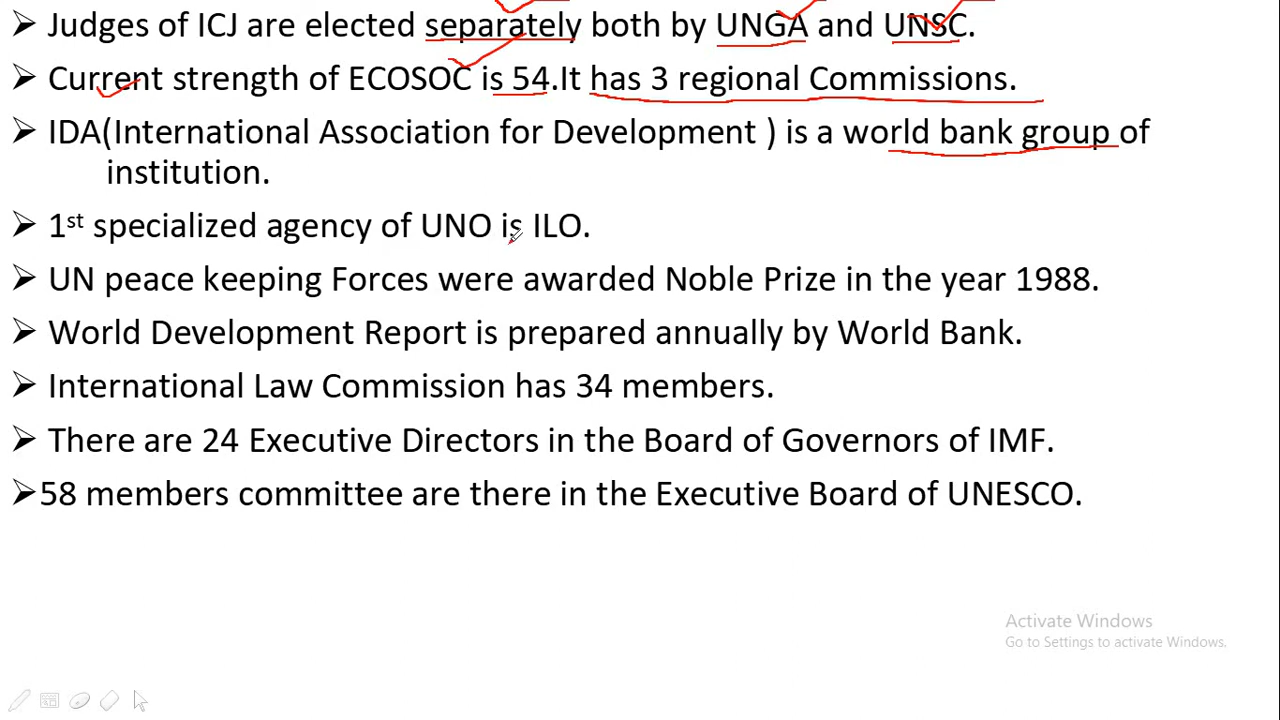 ➢ Judges of ICJ are elected separately both by UNGA and UNSC.
➢ Current strength of ECOSOC is 54.It has 3 regional Commissions.
➢ IDA(International Association for Development ) is a world bank group of
institution.
➢ 1st specialized agency of UNO is ILO.
➢ UN peace keeping Forces were awarded Noble Prize in the year 1988.
➢ World Development Report is prepared annually by World Bank.
➢ International Law Commission has 34 members.
➢ There are 24 Executive Directors in the Board of Governors of IMF.
➢58 members committee are there in the Executive Board of UNESCO.
Activate Windows
Go to Settings to activate Windows.